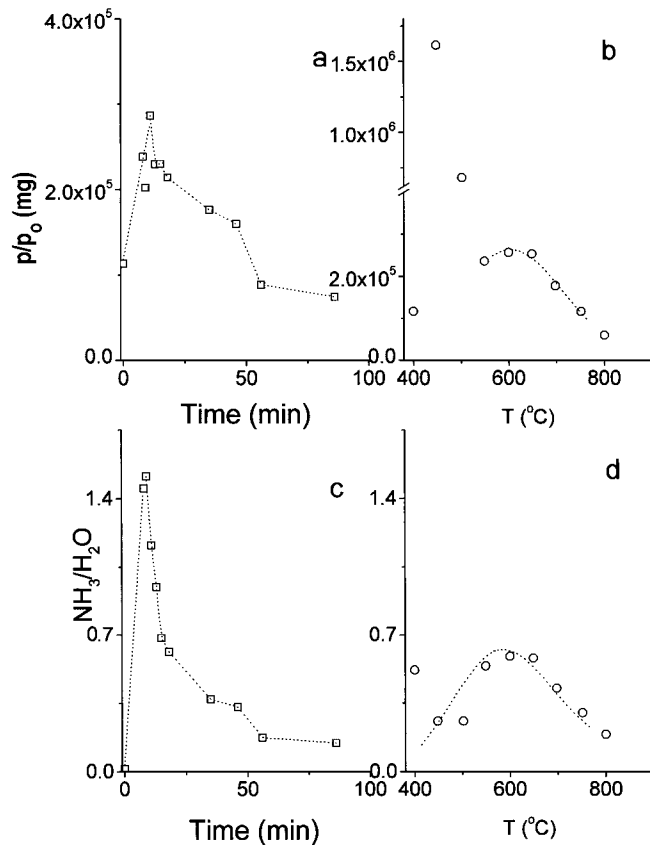 4.0x10⁵
a
b
1.5x10⁶
1.0x10⁶
2.0x10⁵
2.0x10⁵
p/p₀ (mg)
0.0
0.0
0
50
100
400
600
800
Time (min)
T (°C)
c
d
1.4
1.4
NH₃/H₂O
0.7
0.7
0.0
0.0
0
50
100
400
600
800
Time (min)
T (°C)